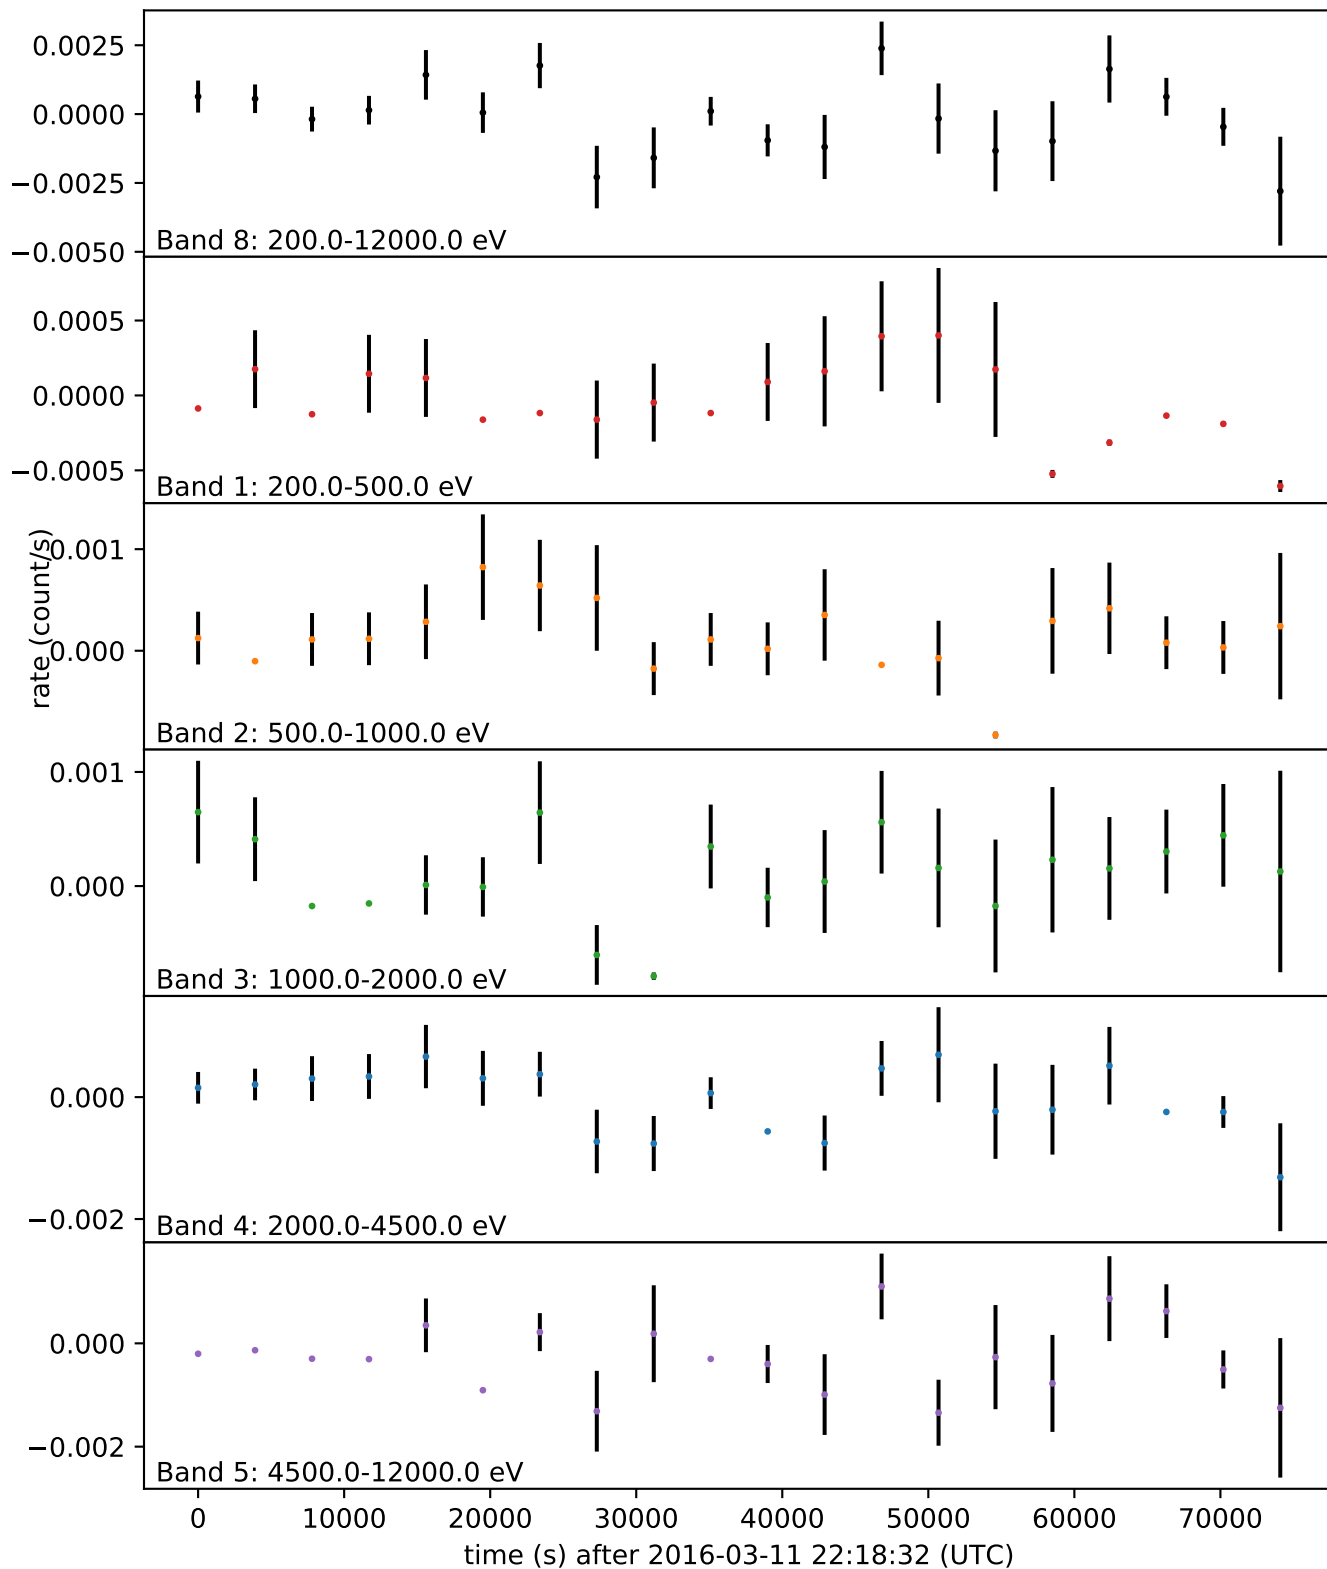 0.0025
0.0000
−0.0025
−0.0050
Band 8: 200.0-12000.0 eV
0.0005
0.0000
−0.0005
Band 1: 200.0-500.0 eV
rate (count/s)
0.001
0.000
Band 2: 500.0-1000.0 eV
0.001
0.000
Band 3: 1000.0-2000.0 eV
0.000
−0.002
Band 4: 2000.0-4500.0 eV
0.000
−0.002
Band 5: 4500.0-12000.0 eV
0 10000 20000 30000 40000 50000 60000 70000
time (s) after 2016-03-11 22:18:32 (UTC)